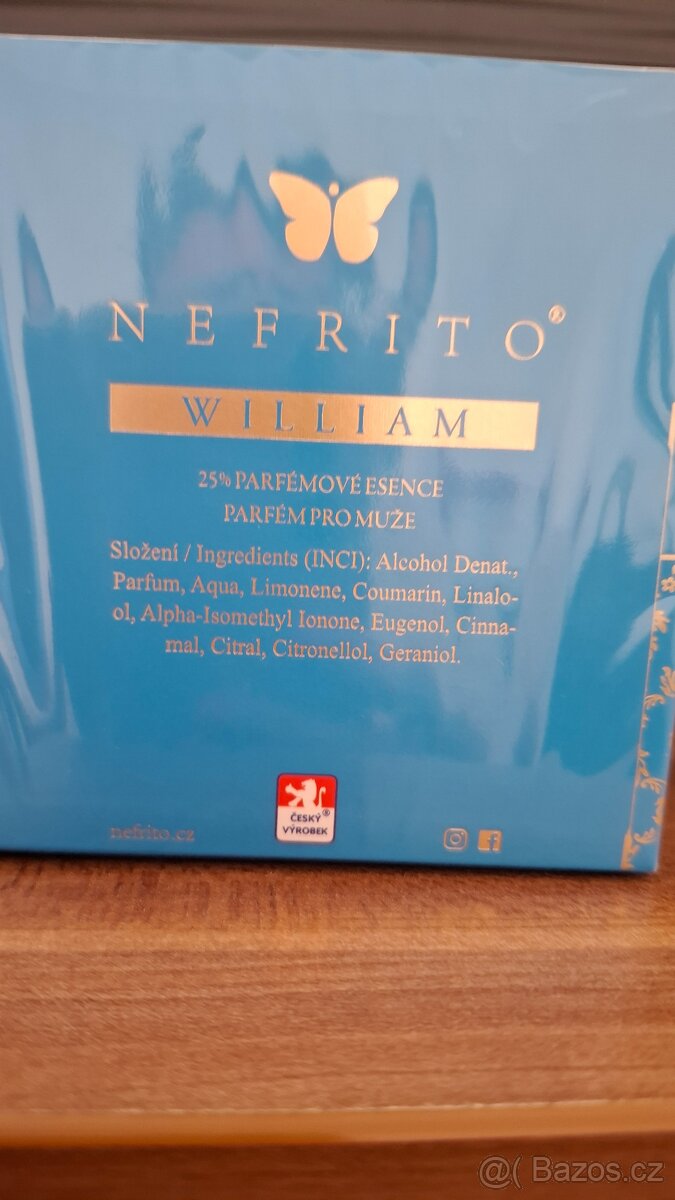 NEFRITO®
WILLIAM
25% PARFÉMOVÉ ESENCE
PARFÉM PRO MUŽE
Složení / Ingredients (INCI): Alcohol Denat.,
Parfum, Aqua, Limonene, Coumarin, Linalo-
ol, Alpha-Isomethyl Ionone, Eugenol, Cinna-
mal, Citral, Citronellol, Geraniol.
ČESKÝ®
VÝROBEK
nefrito.cz
@( Bazos.cz